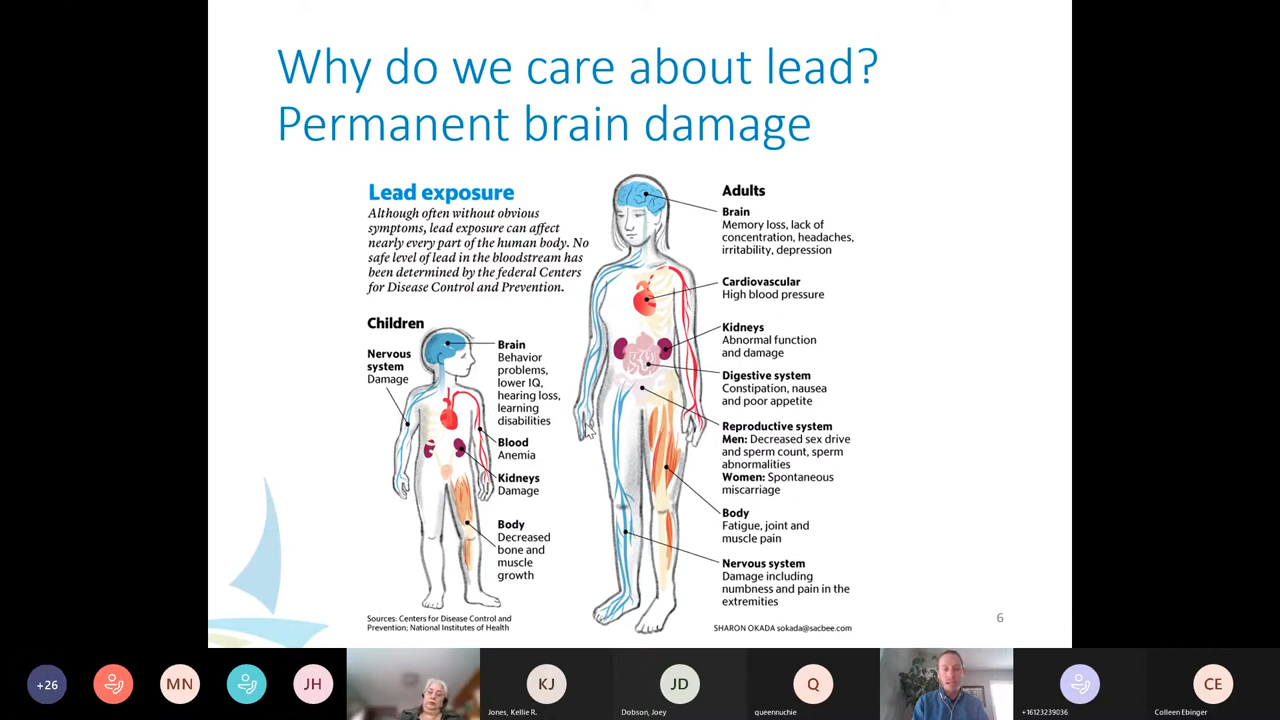 Why do we care about lead?
Permanent brain damage
Lead exposure
Although often without obvious
symptoms, lead exposure can affect
nearly every part of the human body. No
safe level of lead in the bloodstream has
been determined by the federal Centers
for Disease Control and Prevention.
Children
Nervous
system
Damage
Brain
Behavior
problems,
lower IQ,
hearing loss,
learning
disabilities
Blood
Anemia
Kidneys
Damage
Body
Decreased
bone and
muscle
growth
Sources: Centers for Disease Control and
Prevention; National Institutes of Health
Adults
Brain
Memory loss, lack of
concentration, headaches,
irritability, depression
Cardiovascular
High blood pressure
Kidneys
Abnormal function
and damage
Digestive system
Constipation, nausea
and poor appetite
Reproductive system
Men: Decreased sex drive
and sperm count, sperm
abnormalities
Women: Spontaneous
miscarriage
Body
Fatigue, joint and
muscle pain
Nervous system
Damage including
numbness and pain in the
extremities
SHARON OKADA sokada@sacbee.com
6
+26
MN
JH
KJ
Jones, Kellie R.
JD
Dobson, Joey
Q
queennuchie
+16123239036
CE
Colleen Ebinger